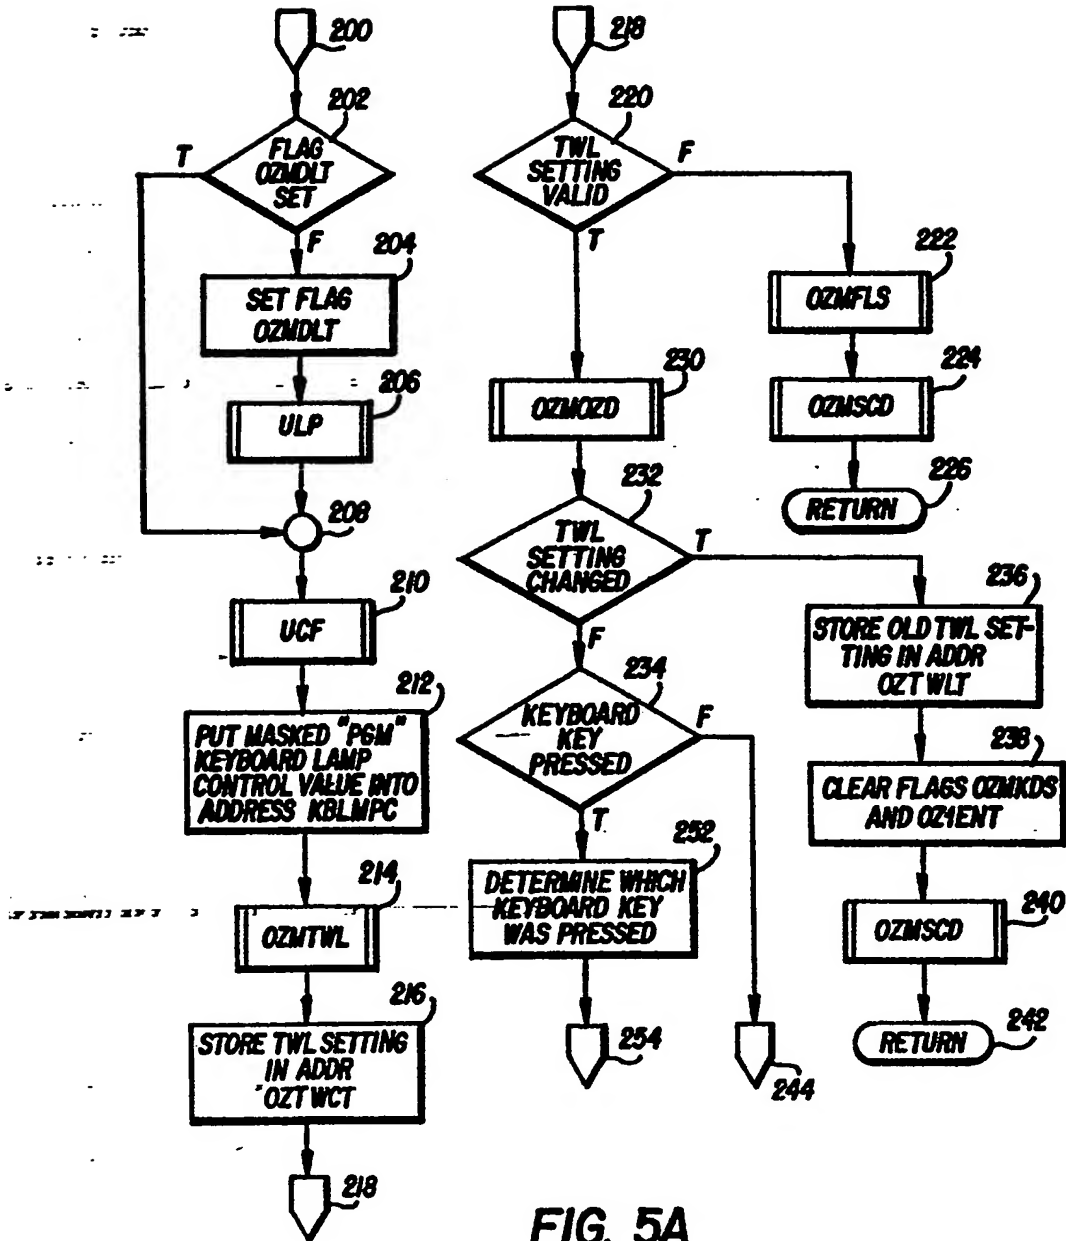 200
202
FLAG
OZMDLT
SET
T
F
204
SET FLAG
OZMDLT
206
ULP
208
210
UCF
212
PUT MASKED "PGM"
KEYBOARD LAMP
CONTROL VALUE INTO
ADDRESS KBLMPC
214
OZMTWL
216
STORE TWL SETTING
IN ADDR
OZTWCT
218
218
220
TWL
SETTING
VALID
F
T
222
OZMFLS
224
OZMSCD
226
RETURN
230
OZMOZD
232
TWL
SETTING
CHANGED
T
F
234
KEYBOARD
KEY
PRESSED
F
T
236
STORE OLD TWL SET-
TING IN ADDR
OZTWLT
238
CLEAR FLAGS OZMKDS
AND OZ1ENT
240
OZMSCD
242
RETURN
252
DETERMINE WHICH
KEYBOARD KEY
WAS PRESSED
254
244
FIG. 5A